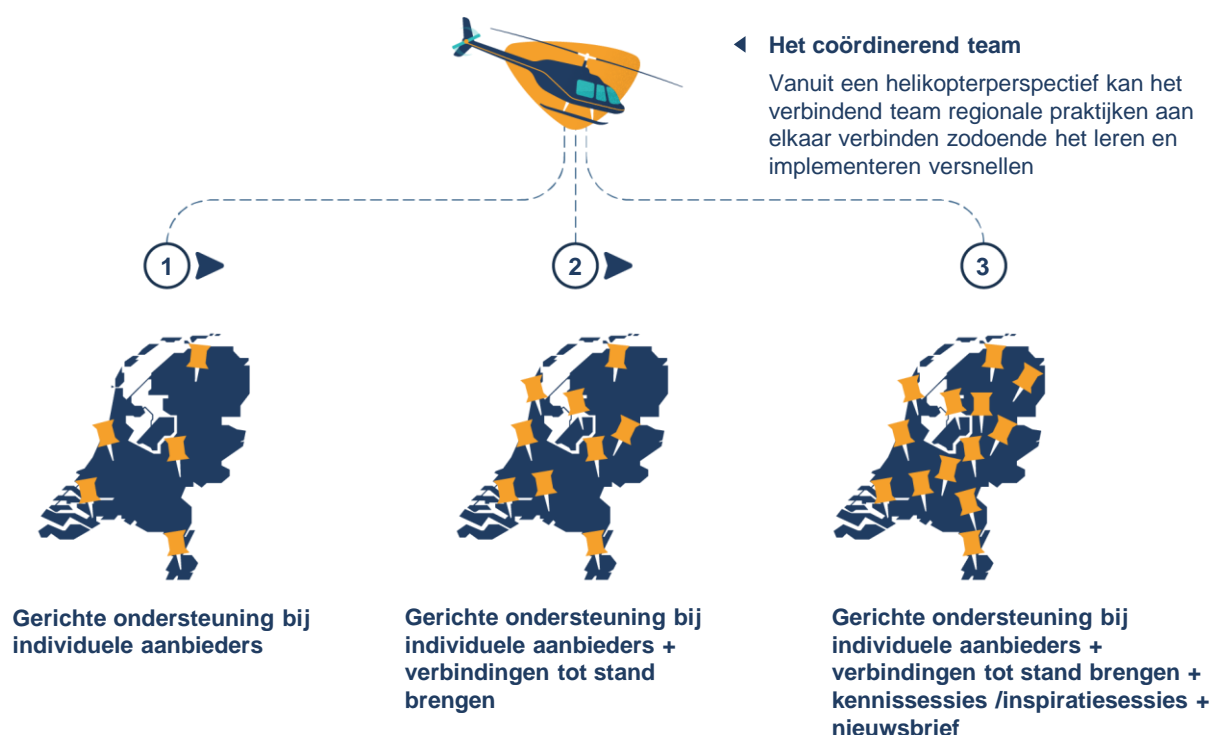 Het coördinerend team
Vanuit een helikopterperspectief kan het
verbindend team regionale praktijken aan
elkaar verbinden zodoende het leren en
implementeren versnellen
1
2
3
Gerichte ondersteuning bij
individuele aanbieders
Gerichte ondersteuning bij
individuele aanbieders +
verbindingen tot stand
brengen
Gerichte ondersteuning bij
individuele aanbieders +
verbindingen tot stand brengen +
kennissessies /inspiratiesessies +
nieuwsbrief